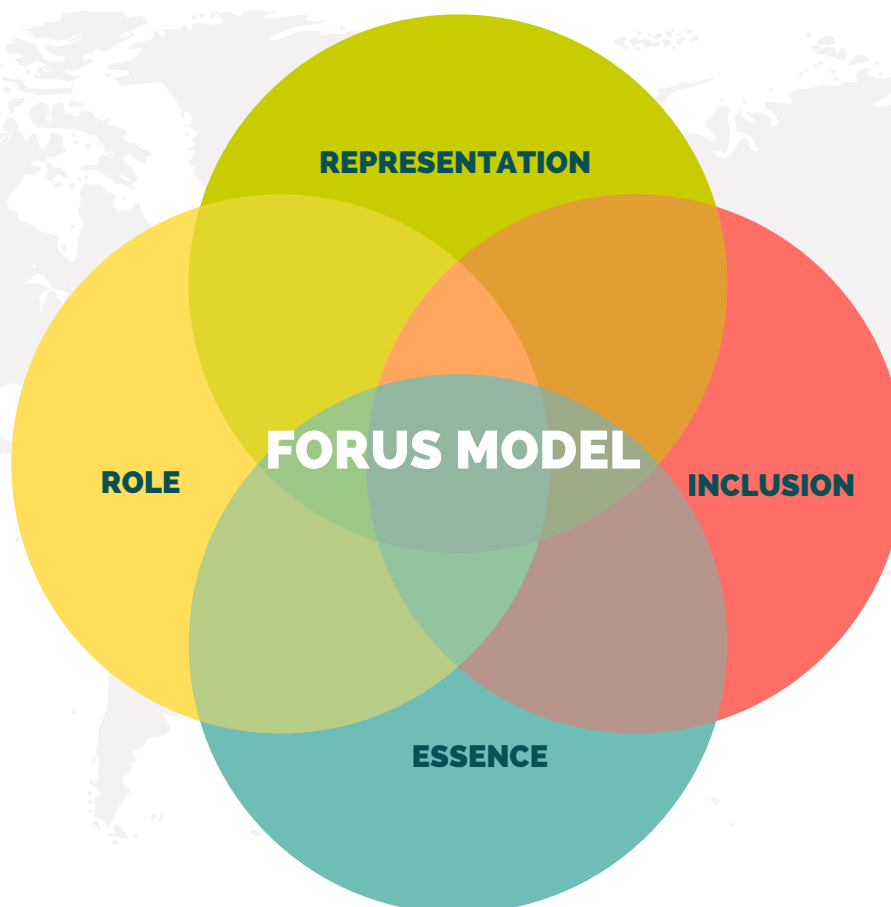 REPRESENTATION
FORUS MODEL
ROLE
INCLUSION
ESSENCE